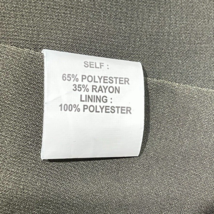 SELF :
65% POLYESTER
35% RAYON
LINING :
100% POLYESTER